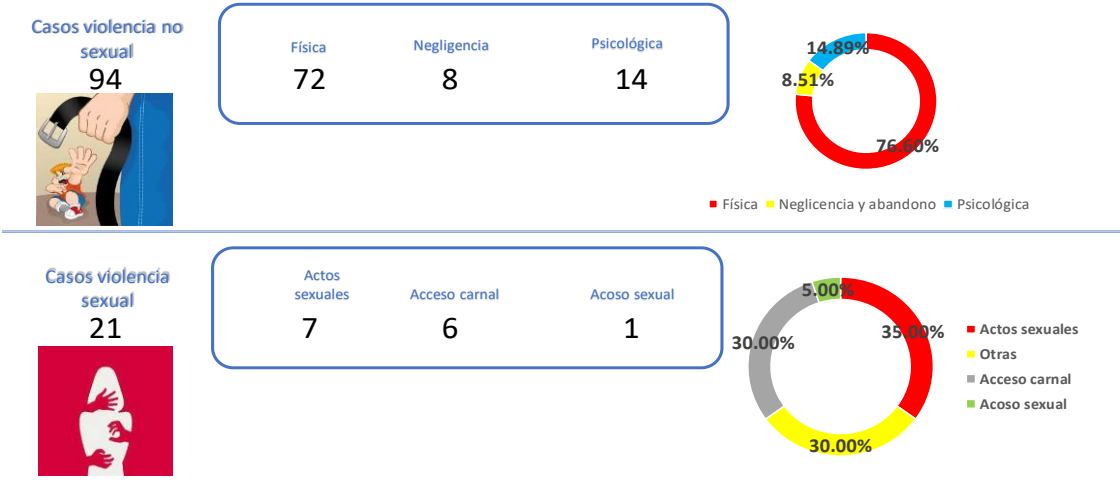 Casos violencia no
sexual
94
Física
Negligencia
Psicológica
72
8
14
14.89%
8.51%
76.60%
Física
Neglicencia y abandono
Psicológica
Casos violencia
sexual
21
Actos
sexuales
Acceso carnal
Acoso sexual
7
6
1
5.00%
35.00%
30.00%
30.00%
Actos sexuales
Otras
Acceso carnal
Acoso sexual